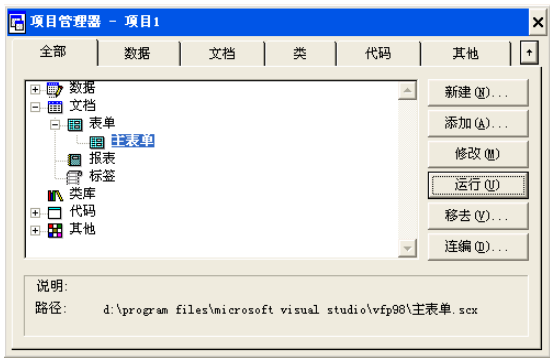 项目管理器 - 项目1
全部 数据 文档 类 代码 其他
数据
文档
表单
主表单
报表
标签
类库
代码
其他
新建(N)...
添加(A)...
修改(M)
运行(U)
移去(V)...
连编(D)...
说明:
路径: d:\program files\microsoft visual studio\vfp98\主表单.scx